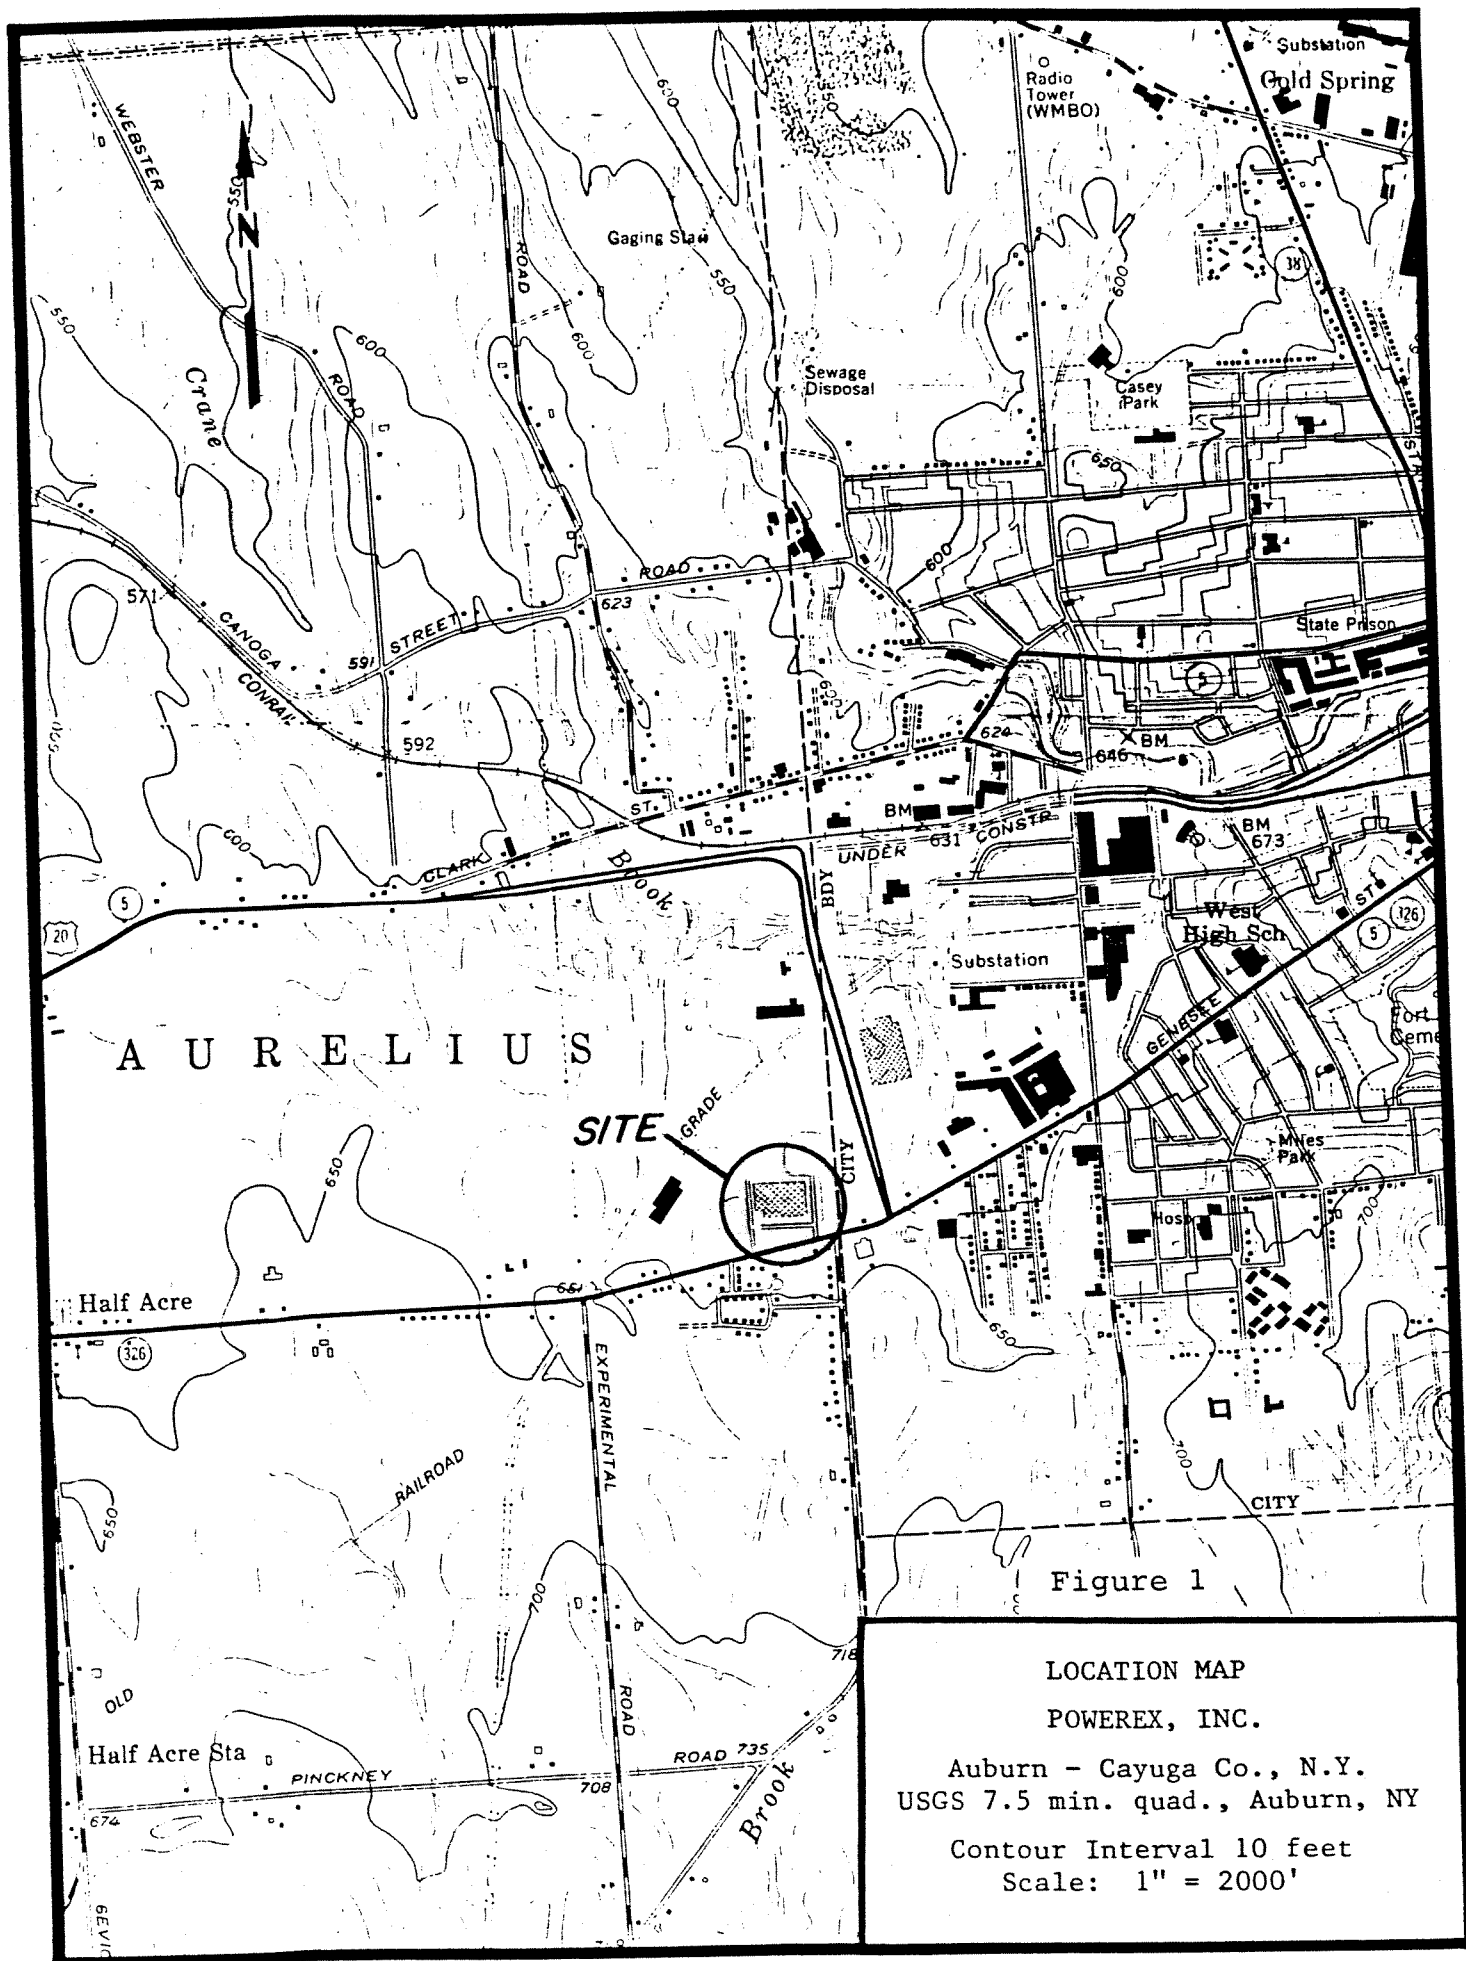 Substation
Cold Spring
Radio
Tower
(WMBO)
WEBSTER
600
550
550
N
Gaging Sta
ROAD
550
38
600
550
600
600
Sewage
Disposal
Casey
Park
Crane
ROAD
650
600
ROAD
571
623
CANOGA
STREET
State Prison
591
CONRAIL
5
600
592
624
BM
646
ST.
BM
BM
673
600
CLARK
Brook
UNDER
631
CONSTR
5
20
BDY
West
High Sch
ST
326
5
Substation
GENESEE
Fort
Ceme
AURELIUS
GRADE
SITE
CITY
Miles
Park
650
Hosp
700
Half Acre
651
326
650
EXPERIMENTAL
RAILROAD
700
650
CITY
700
Figure 1
718
OLD
ROAD
Half Acre Sta
PINCKNEY
ROAD
735
708
674
Brook
LOCATION MAP
POWEREX, INC.
Auburn - Cayuga Co., N.Y.
USGS 7.5 min. quad., Auburn, NY
Contour Interval 10 feet
Scale: 1" = 2000'